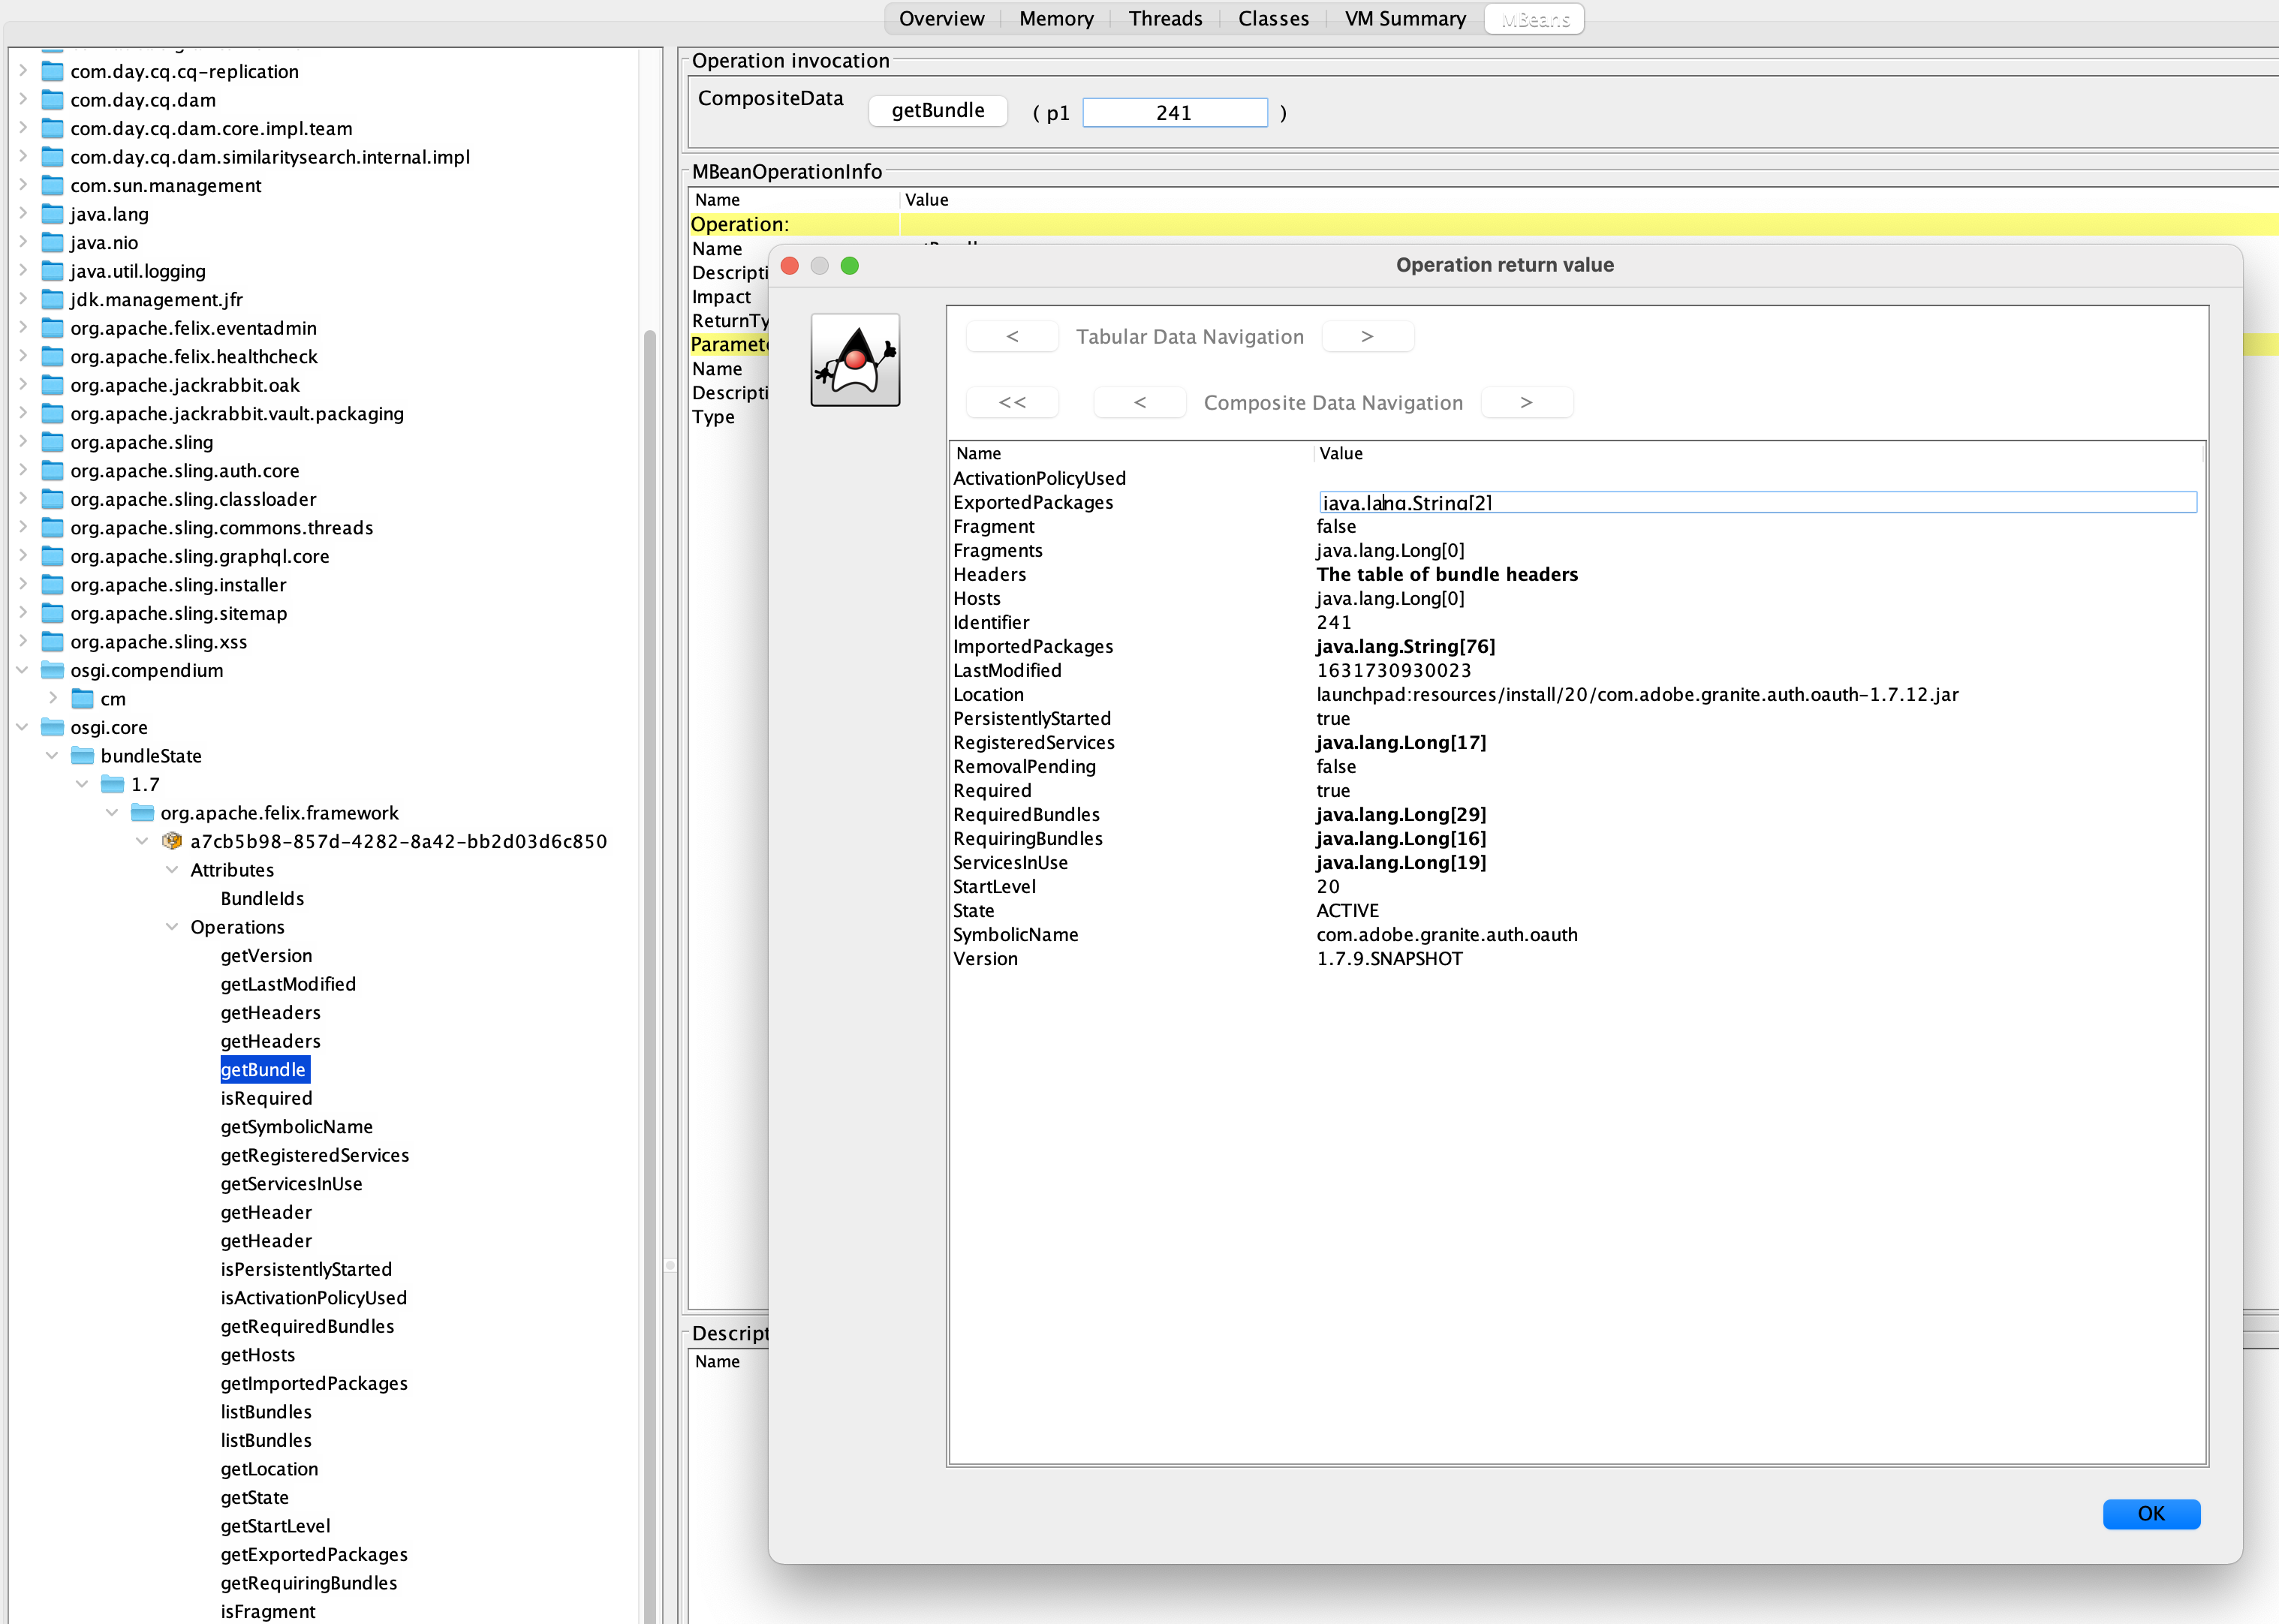 Overview Memory Threads Classes VM Summary MBeans
com.day.cq.cq-replication
com.day.cq.dam
com.day.cq.dam.core.impl.team
com.day.cq.dam.similaritysearch.internal.impl
com.sun.management
java.lang
java.nio
java.util.logging
jdk.management.jfr
org.apache.felix.eventadmin
org.apache.felix.healthcheck
org.apache.jackrabbit.oak
org.apache.jackrabbit.vault.packaging
org.apache.sling
org.apache.sling.auth.core
org.apache.sling.classloader
org.apache.sling.commons.threads
org.apache.sling.graphql.core
org.apache.sling.installer
org.apache.sling.sitemap
org.apache.sling.xss
osgi.compendium
cm
osgi.core
bundleState
1.7
org.apache.felix.framework
a7cb5b98-857d-4282-8a42-bb2d03d6c850
Attributes
BundleIds
Operations
getVersion
getLastModified
getHeaders
getHeaders
getBundle
isRequired
getSymbolicName
getRegisteredServices
getServicesInUse
getHeader
getHeader
isPersistentlyStarted
isActivationPolicyUsed
getRequiredBundles
getHosts
getImportedPackages
listBundles
listBundles
getLocation
getState
getStartLevel
getExportedPackages
getRequiringBundles
isFragment
Operation invocation
CompositeData getBundle ( p1 241 )
MBeanOperationInfo
Name Value
Operation:
Name
Descripti
Impact
ReturnTy
Paramete
Name
Descripti
Type
Descript
Name
Operation return value
< Tabular Data Navigation >
<< < Composite Data Navigation >
Name Value
ActivationPolicyUsed
ExportedPackages java.lang.String[2]
Fragment false
Fragments java.lang.Long[0]
Headers The table of bundle headers
Hosts java.lang.Long[0]
Identifier 241
ImportedPackages java.lang.String[76]
LastModified 1631730930023
Location launchpad:resources/install/20/com.adobe.granite.auth.oauth-1.7.12.jar
PersistentlyStarted true
RegisteredServices java.lang.Long[17]
RemovalPending false
Required true
RequiredBundles java.lang.Long[29]
RequiringBundles java.lang.Long[16]
ServicesInUse java.lang.Long[19]
StartLevel 20
State ACTIVE
SymbolicName com.adobe.granite.auth.oauth
Version 1.7.9.SNAPSHOT
OK